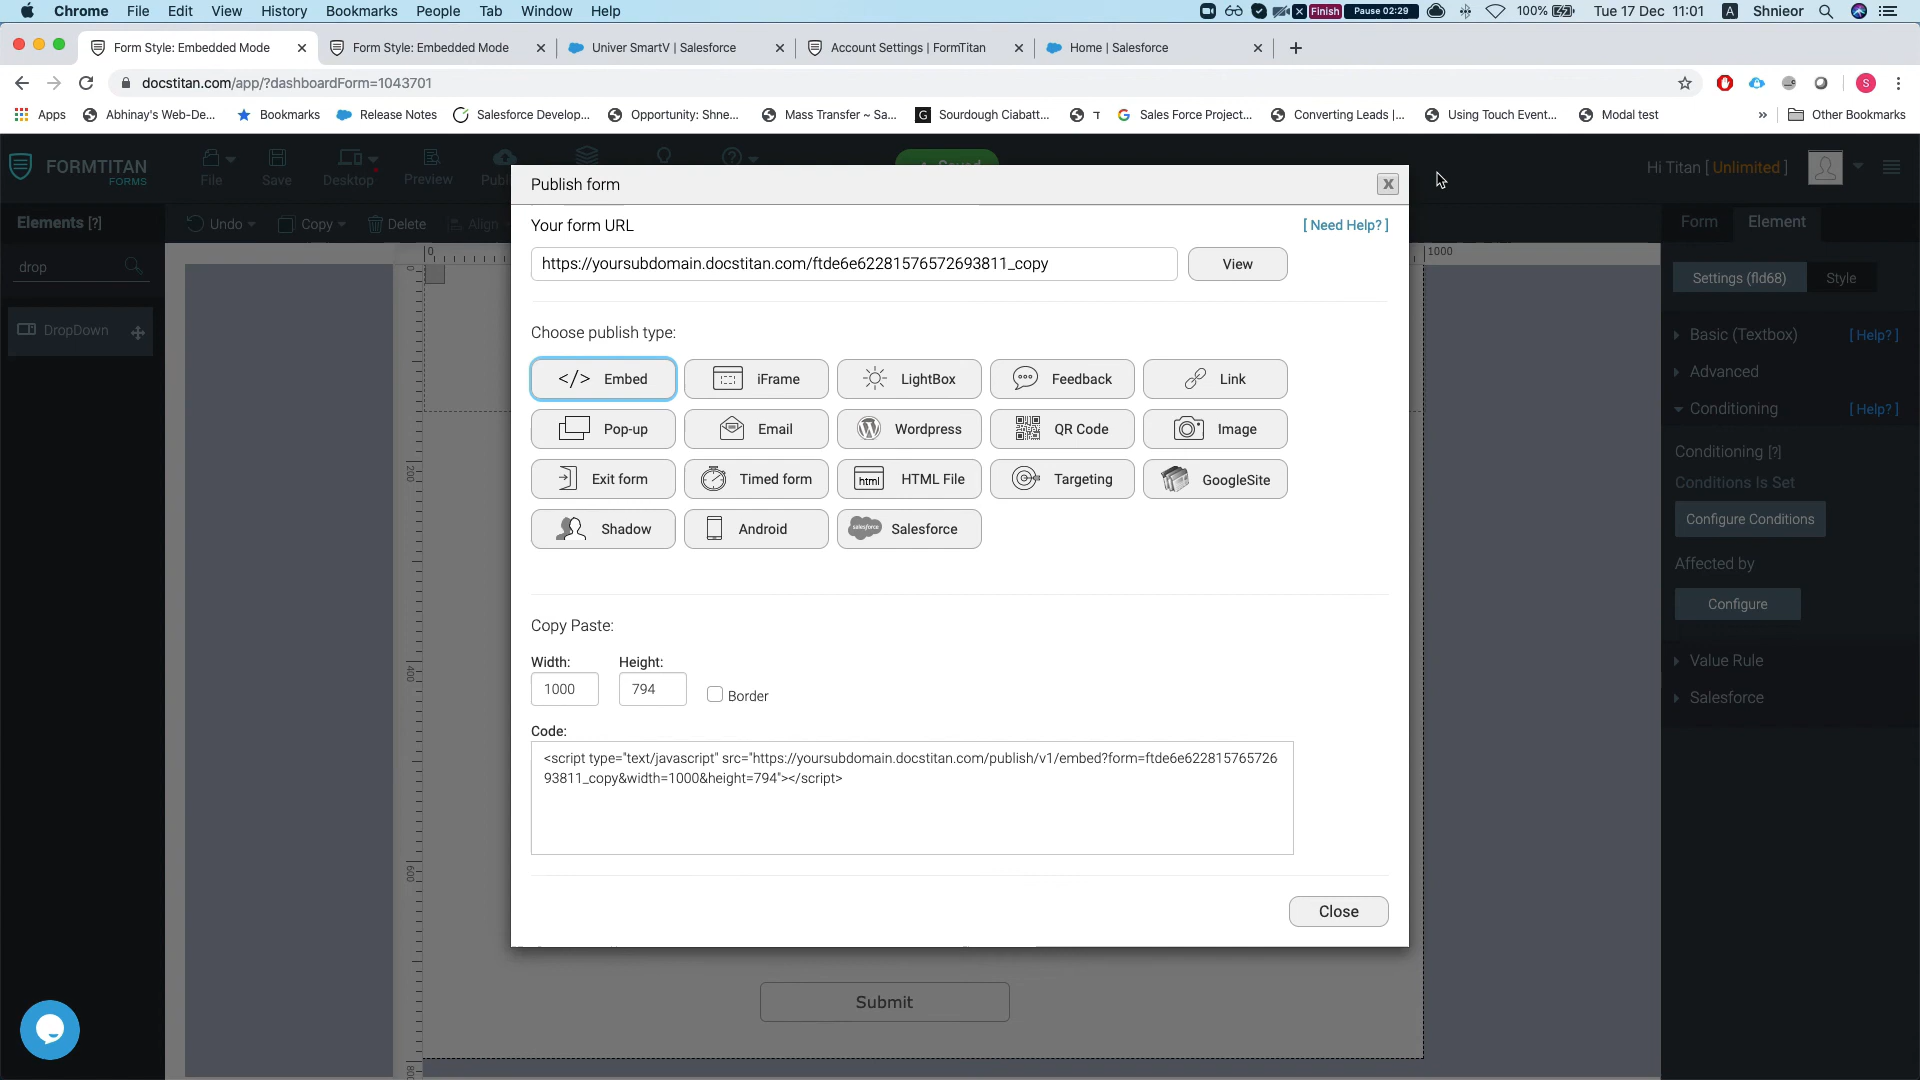 Chrome File Edit View History Bookmarks People Tab Window Help Finish Pause 02:29 100% Tue 17 Dec 11:01 A Shnieor
Form Style: Embedded Mode Form Style: Embedded Mode Univer SmartV | Salesforce Account Settings | FormTitan Home | Salesforce
docstitan.com/app/?dashboardForm=1043701 S
Apps Abhinay's Web-De... Bookmarks Release Notes Salesforce Develop... Opportunity: Shne... Mass Transfer ~ Sa... G Sourdough Ciabatt... T Sales Force Project... Converting Leads |... Using Touch Event... Modal test » Other Bookmarks
FORMTITAN
FORMS
File Save Desktop Preview Hi Titan [ Unlimited ]
Elements [?] Undo Copy Delete Align Form Element
drop
DropDown
Settings (fld68) Style
0 1000
200
400
600
Publish form X
Your form URL [ Need Help? ]
https://yoursubdomain.docstitan.com/ftde6e62281576572693811_copy View
Choose publish type:
</> Embed iFrame LightBox Feedback Link
Pop-up Email Wordpress QR Code Image
Exit form Timed form html HTML File Targeting GoogleSite
Shadow Android salesforce Salesforce
Copy Paste:
Width: Height:
1000 794 Border
Code:
<script type="text/javascript" src="https://yoursubdomain.docstitan.com/publish/v1/embed?form=ftde6e622815765726
93811_copy&width=1000&height=794"></script>
Close
Submit
Basic (Textbox) [ Help? ]
Advanced
Conditioning [ Help? ]
Conditioning [?]
Conditions Is Set
Configure Conditions
Affected by
Configure
Value Rule
Salesforce